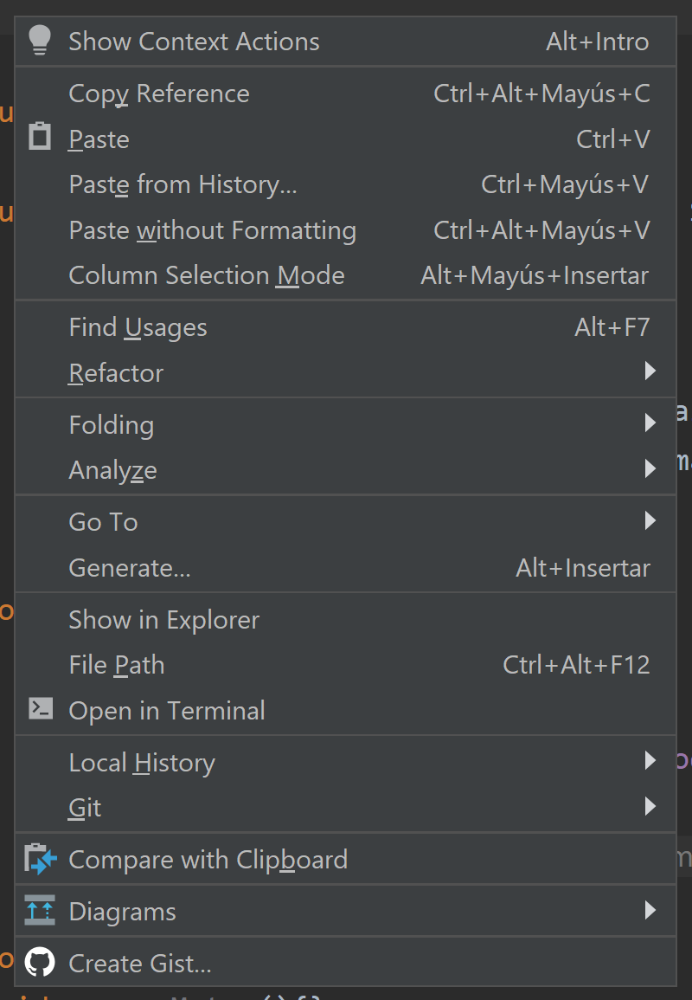 Show Context Actions Alt+Intro
Copy Reference Ctrl+Alt+Mayús+C
Paste Ctrl+V
Paste from History... Ctrl+Mayús+V
Paste without Formatting Ctrl+Alt+Mayús+V
Column Selection Mode Alt+Mayús+Insertar
Find Usages Alt+F7
Refactor
Folding
Analyze
Go To
Generate... Alt+Insertar
Show in Explorer
File Path Ctrl+Alt+F12
Open in Terminal
Local History
Git
Compare with Clipboard
Diagrams
Create Gist...